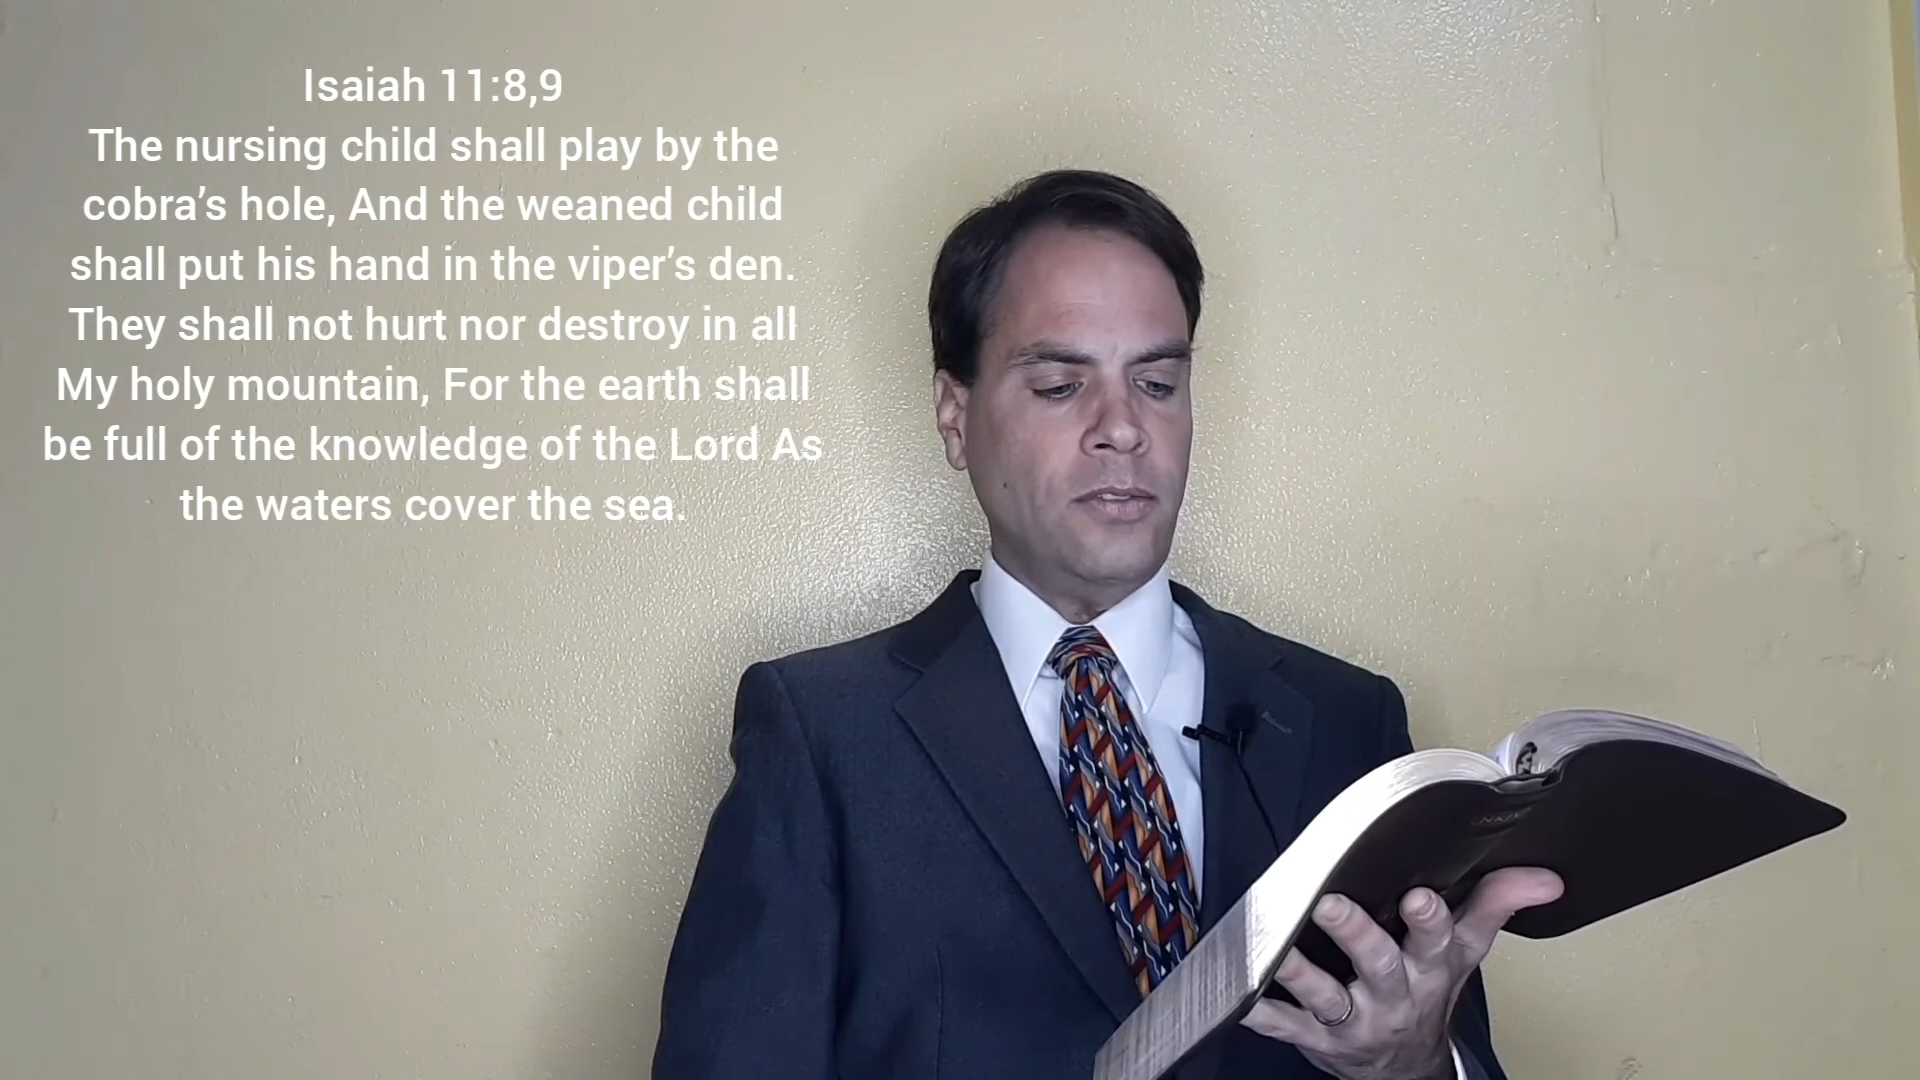 Isaiah 11:8,9
The nursing child shall play by the
cobra’s hole, And the weaned child
shall put his hand in the viper’s den.
They shall not hurt nor destroy in all
My holy mountain, For the earth shall
be full of the knowledge of the Lord As
the waters cover the sea.
NKJV